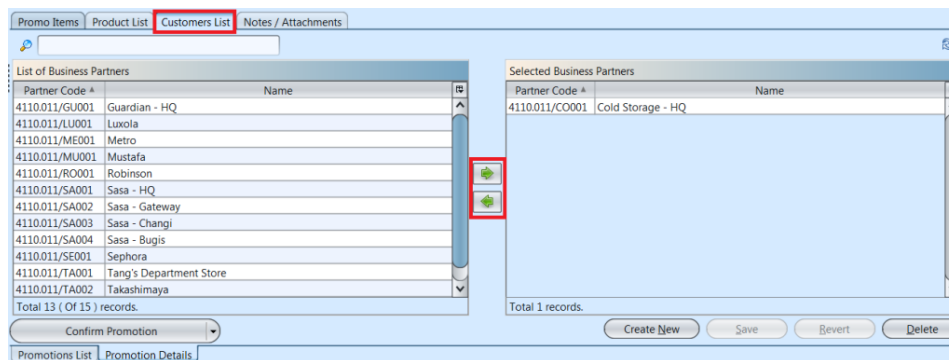 Promo Items Product List Customers List Notes / Attachments
List of Business Partners
Partner Code Name
4110.011/GU001 Guardian - HQ
4110.011/LU001 Luxola
4110.011/ME001 Metro
4110.011/MU001 Mustafa
4110.011/RO001 Robinson
4110.011/SA001 Sasa - HQ
4110.011/SA002 Sasa - Gateway
4110.011/SA003 Sasa - Changi
4110.011/SA004 Sasa - Bugis
4110.011/SE001 Sephora
4110.011/TA001 Tang's Department Store
4110.011/TA002 Takashimaya
Total 13 ( Of 15 ) records.
Selected Business Partners
Partner Code Name
4110.011/CO001 Cold Storage - HQ
Total 1 records.
Confirm Promotion
Create New Save Revert Delete
Promotions List Promotion Details